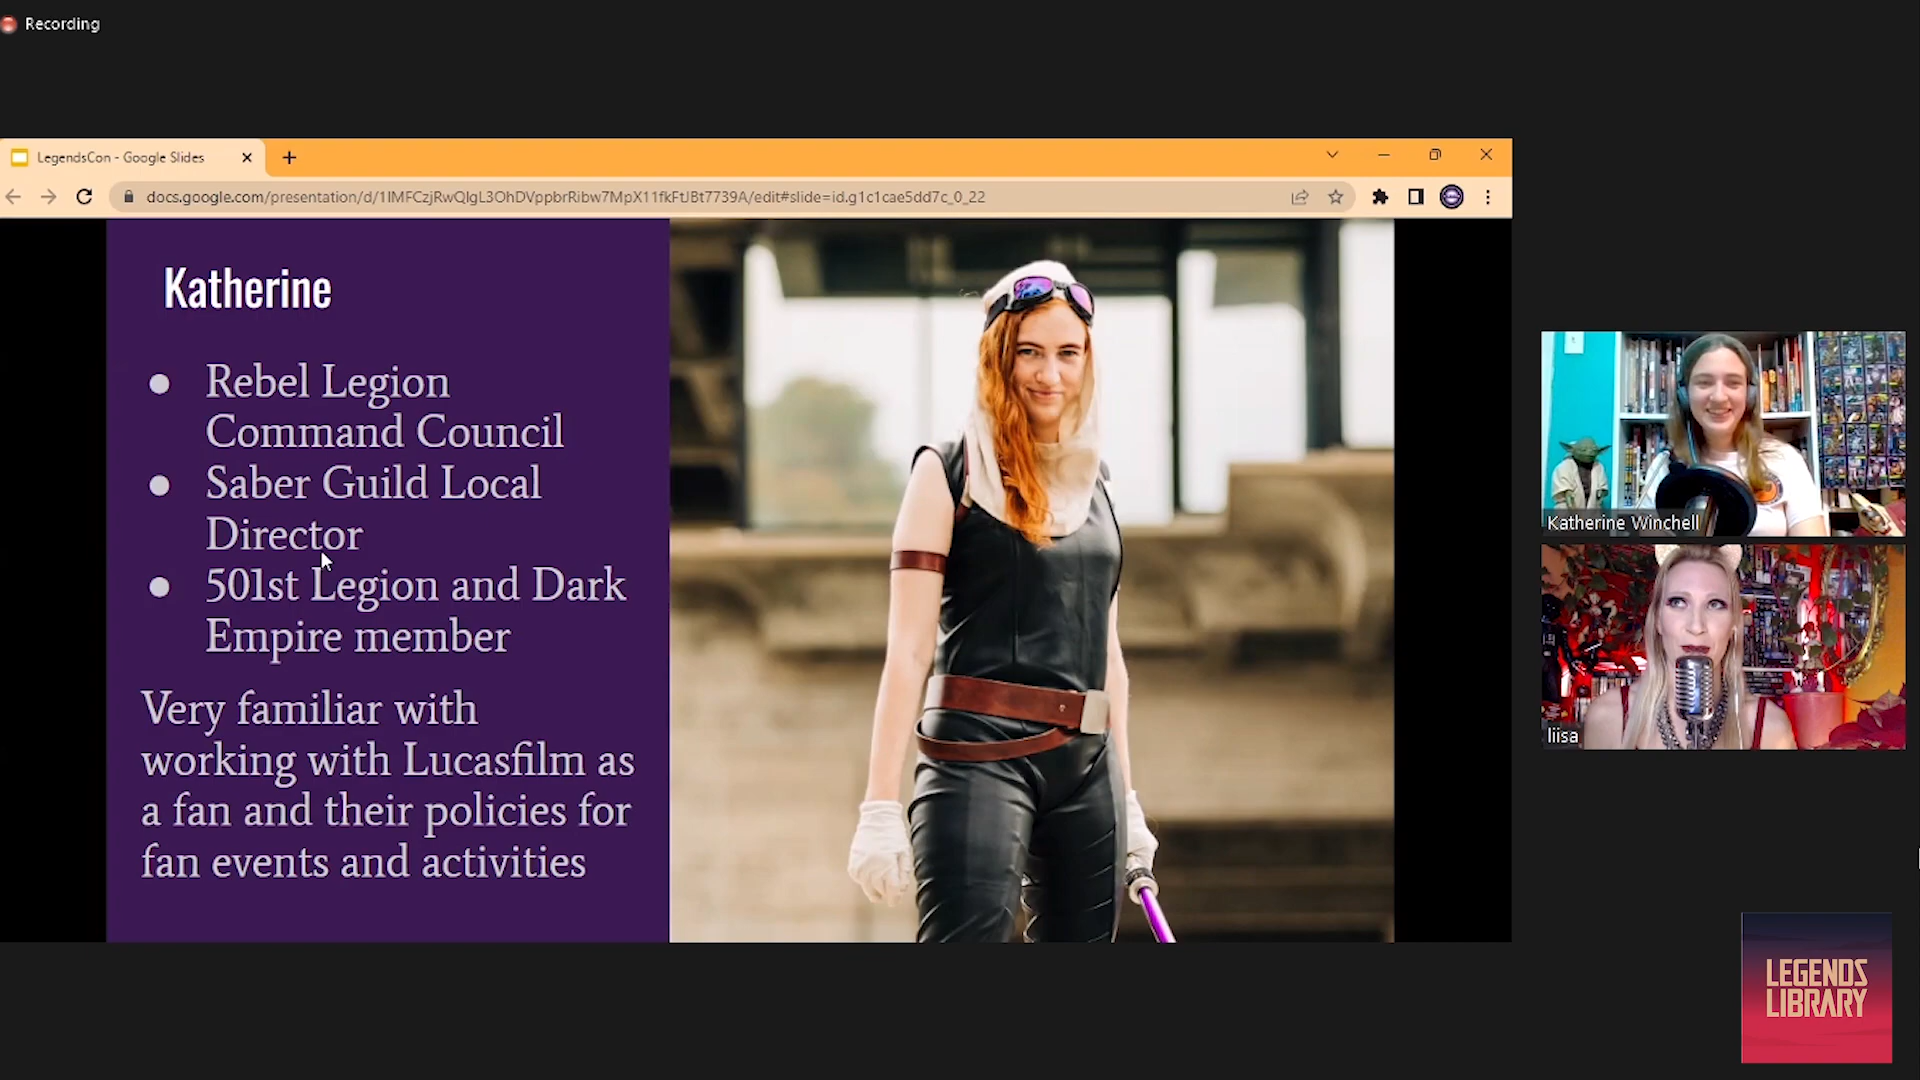 Recording
LegendsCon - Google Slides
docs.google.com/presentation/d/1IMFCzjRwQlgL3OhDVppbrRibw7MpX11fkFtJBt7739A/edit#slide=id.g1c1cae5dd7c_0_22
Katherine
● Rebel Legion
Command Council
● Saber Guild Local
Director
● 501st Legion and Dark
Empire member
Very familiar with
working with Lucasfilm as
a fan and their policies for
fan events and activities
Katherine Winchell
liisa
LEGENDS
LIBRARY